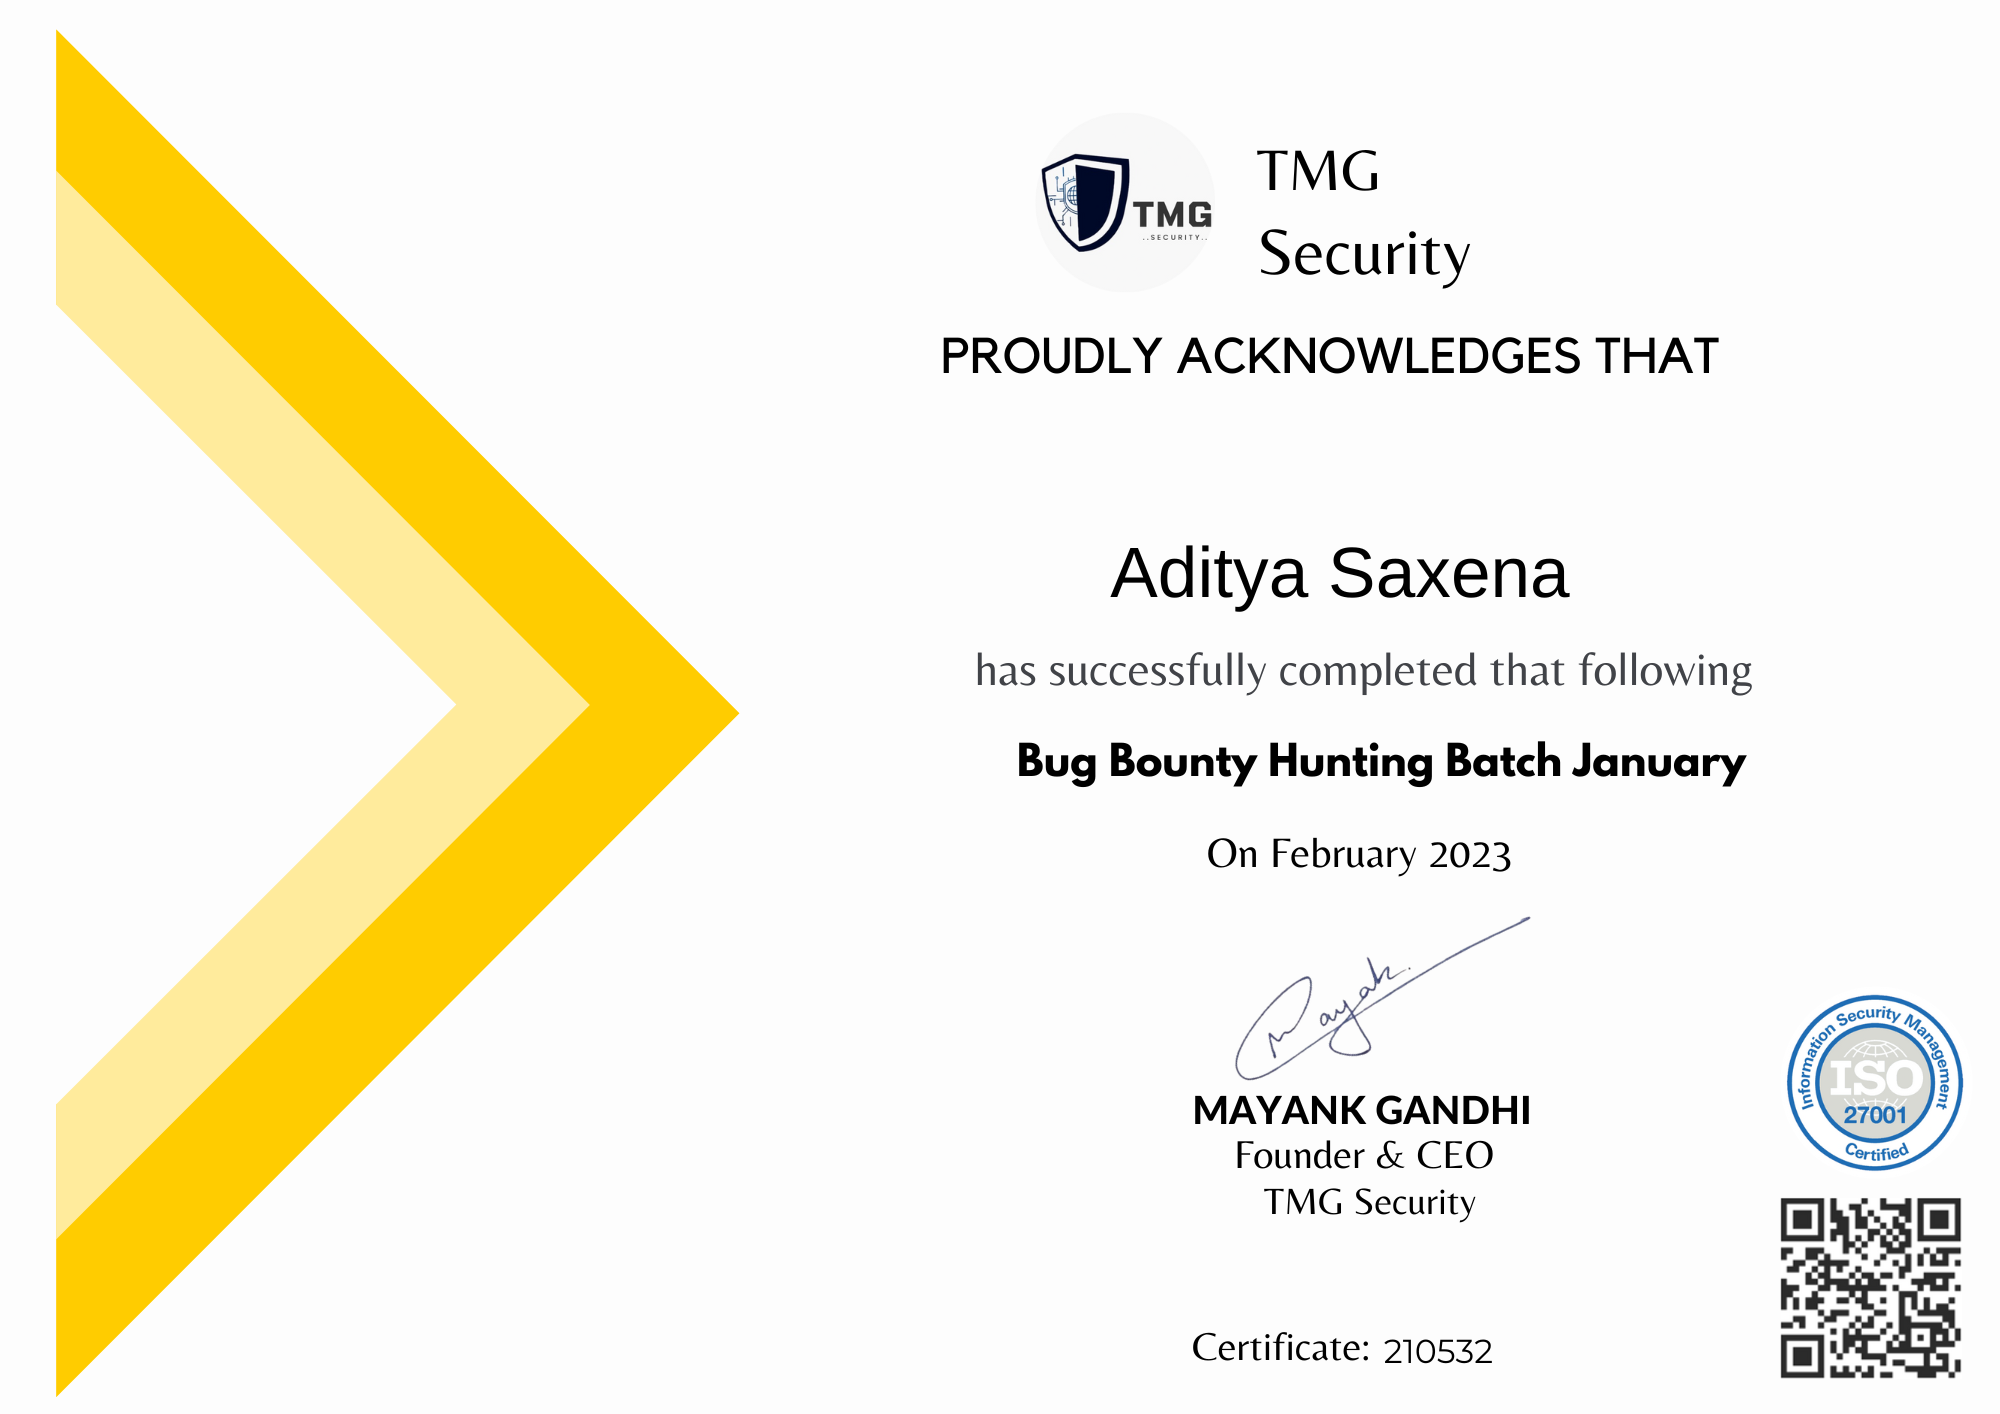 TMG
..SECURITY..
TMG
Security
PROUDLY ACKNOWLEDGES THAT
Aditya Saxena
has successfully completed that following
Bug Bounty Hunting Batch January
On February 2023
Mayank.
MAYANK GANDHI
Founder & CEO
TMG Security
Information Security Management
ISO
27001
Certified
Certificate: 210532